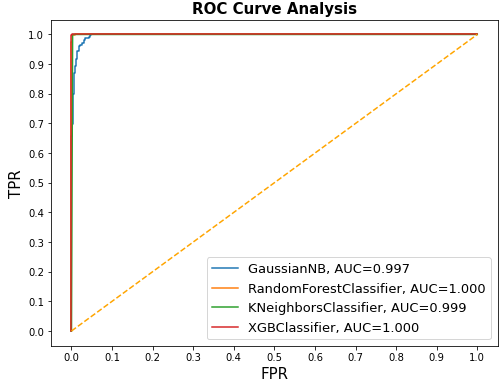 ROC Curve Analysis
TPR
1.0
0.9
0.8
0.7
0.6
0.5
0.4
0.3
0.2
0.1
0.0
GaussianNB, AUC=0.997
RandomForestClassifier, AUC=1.000
KNeighborsClassifier, AUC=0.999
XGBClassifier, AUC=1.000
0.0 0.1 0.2 0.3 0.4 0.5 0.6 0.7 0.8 0.9 1.0
FPR